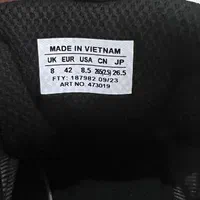 MADE IN VIETNAM
UK EUR USA CN JP
8 42 8.5 265(2.5) 26.5
FTY: 187982 09/23
ART NO. 473019